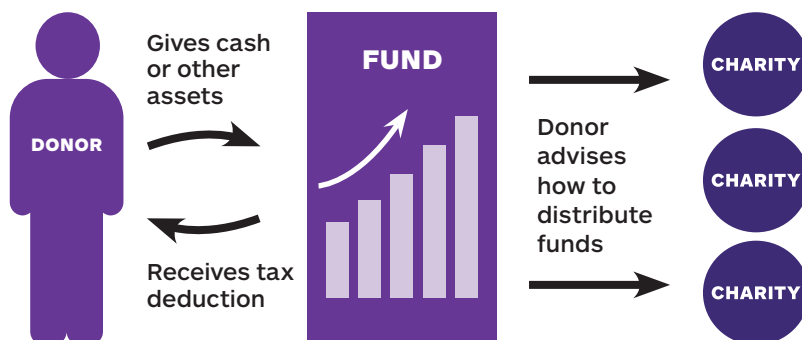 Gives cash
or other
assets
DONOR
Receives tax
deduction
FUND
Donor
advises
how to
distribute
funds
CHARITY
CHARITY
CHARITY